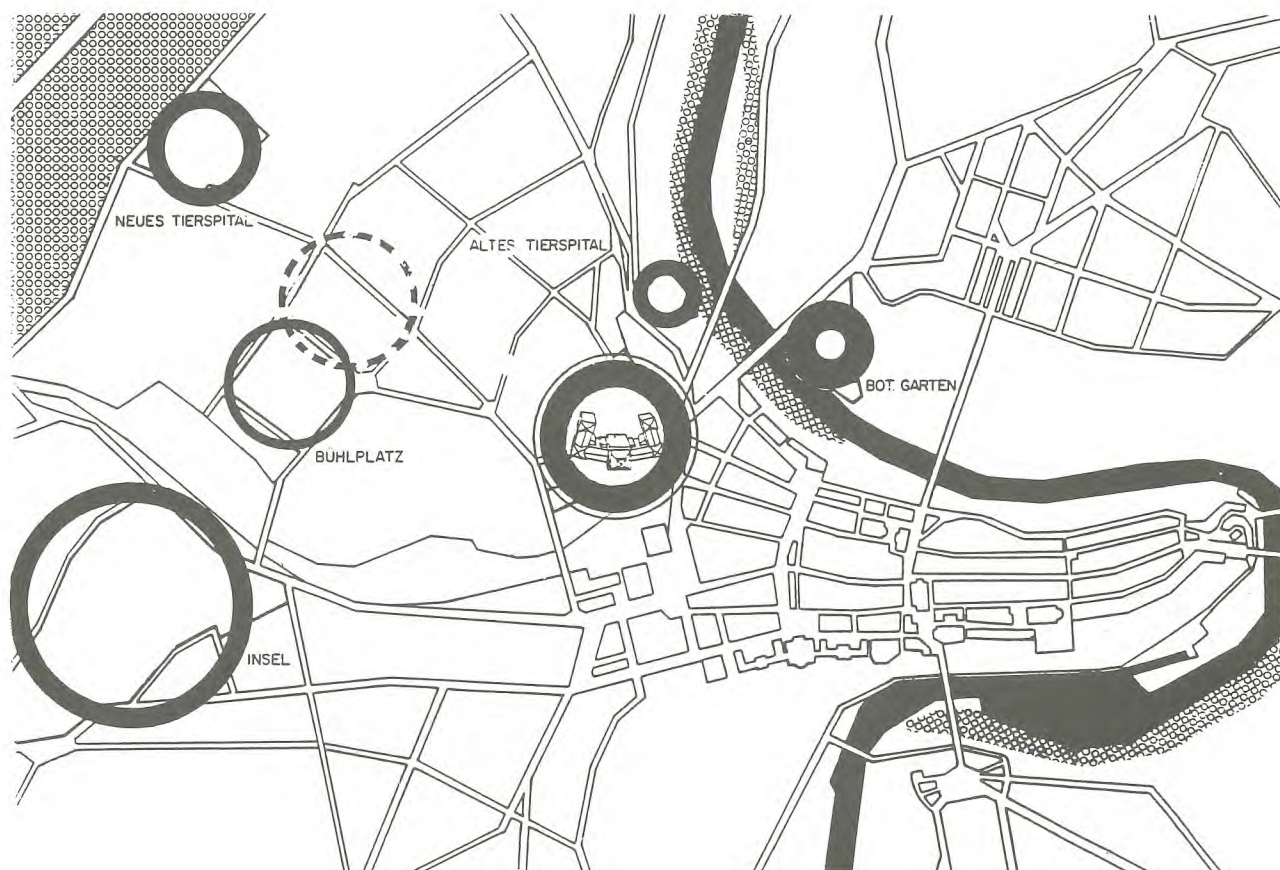 NEUES TIERSPITAL
ALTES TIERSPITAL
BOT. GARTEN
BÜHLPLATZ
INSEL